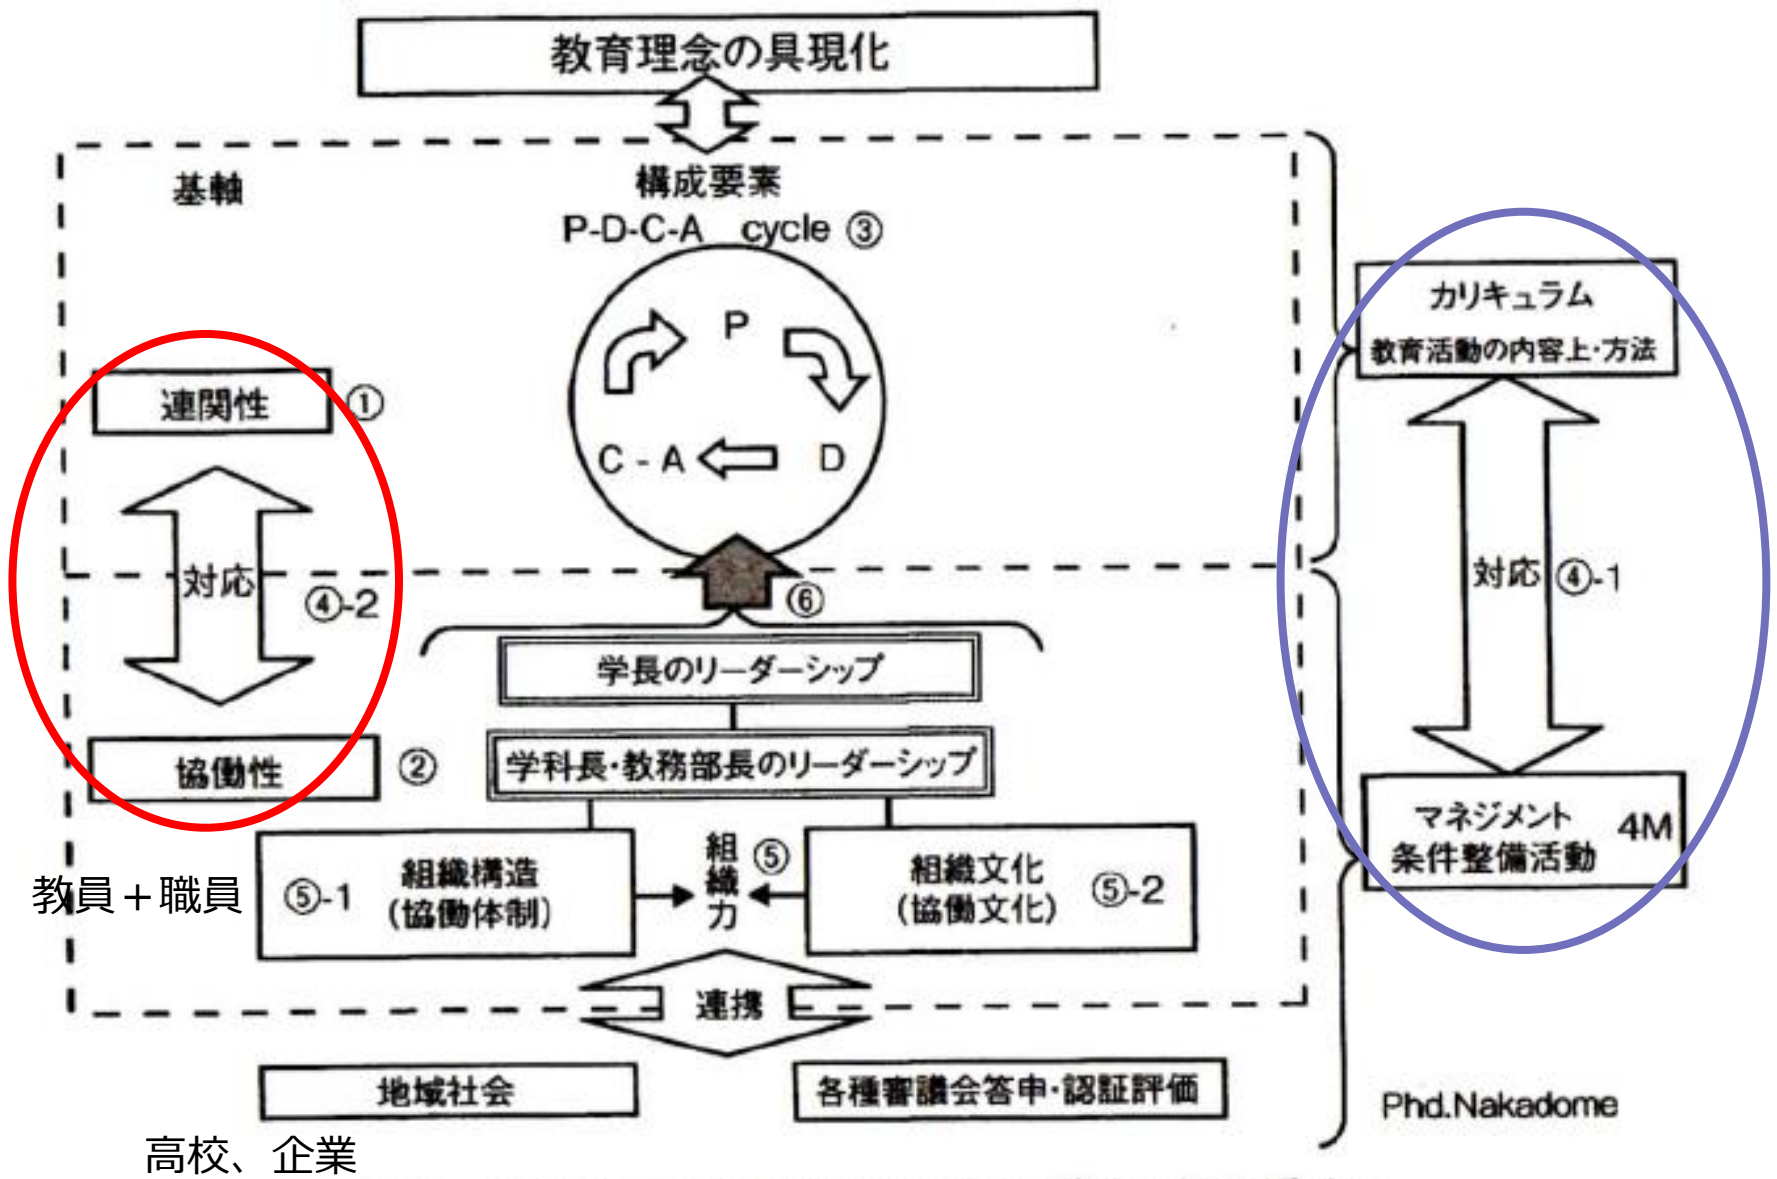 教育理念の具現化
基軸
構成要素
P-D-C-A cycle ③
P
C - A
D
連関性 ①
対応
④-2
協働性 ②
⑥
学長のリーダーシップ
学科長・教務部長のリーダーシップ
⑤-1
組織構造
(協働体制)
組織力
⑤
組織文化
(協働文化)
⑤-2
教員＋職員
連携
地域社会
各種審議会答申・認証評価
高校、企業
カリキュラム
教育活動の内容上・方法
対応 ④-1
マネジメント
条件整備活動
4M
Phd.Nakadome